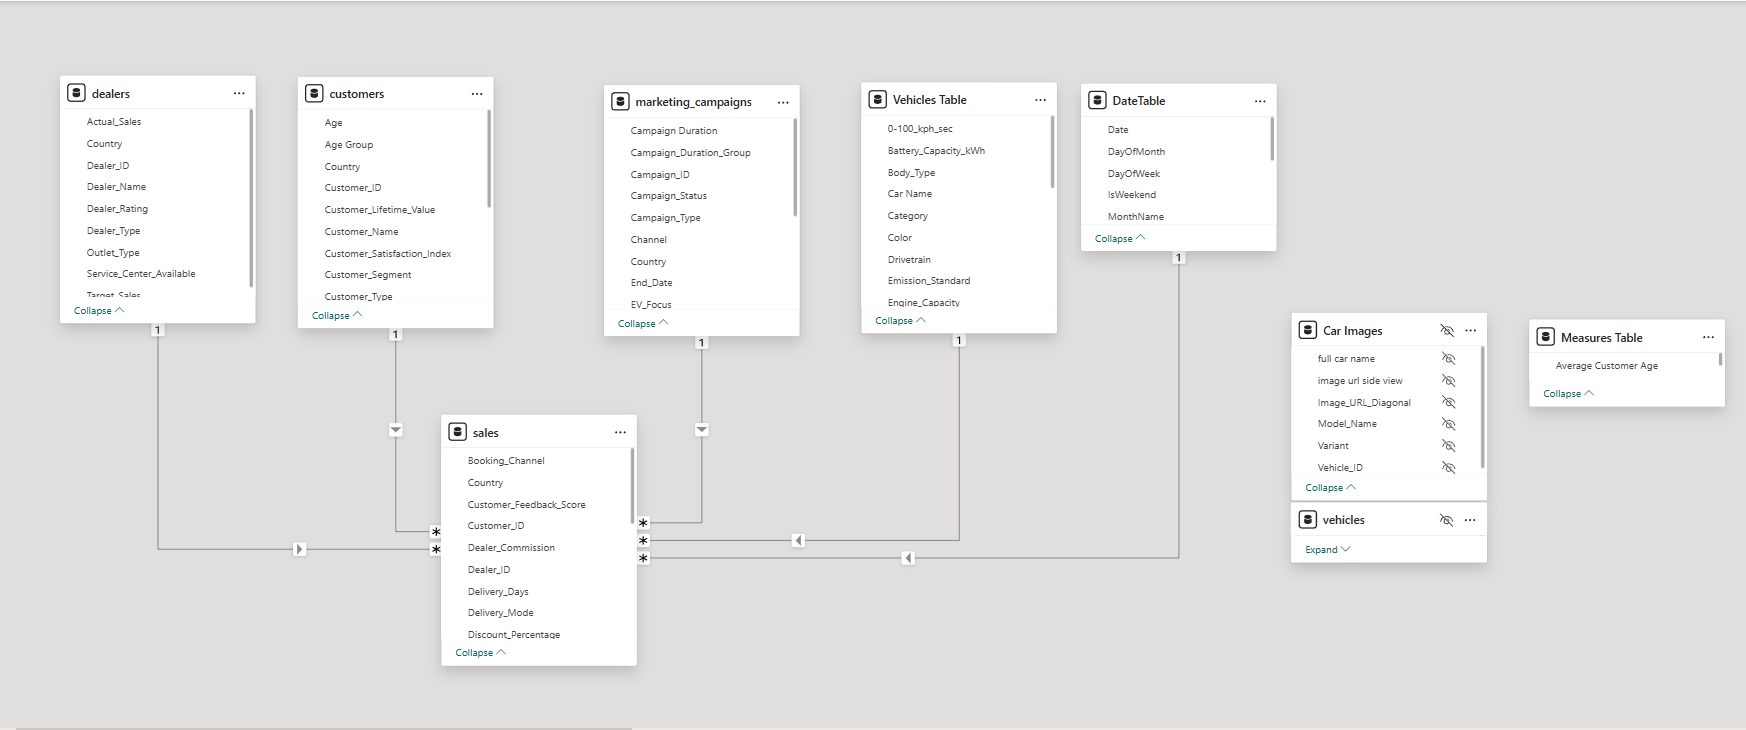 dealers
Actual_Sales
Country
Dealer_ID
Dealer_Name
Dealer_Rating
Dealer_Type
Outlet_Type
Service_Center_Available
Target_Sales
Collapse
1
customers
Age
Age Group
Country
Customer_ID
Customer_Lifetime_Value
Customer_Name
Customer_Satisfaction_Index
Customer_Segment
Customer_Type
Collapse
1
marketing_campaigns
Campaign Duration
Campaign_Duration_Group
Campaign_ID
Campaign_Status
Campaign_Type
Channel
Country
End_Date
EV_Focus
Collapse
1
Vehicles Table
0-100_kph_sec
Battery_Capacity_kWh
Body_Type
Car Name
Category
Color
Drivetrain
Emission_Standard
Engine_Capacity
Collapse
1
DateTable
Date
DayOfMonth
DayOfWeek
IsWeekend
MonthName
Collapse
1
sales
Booking_Channel
Country
Customer_Feedback_Score
Customer_ID
Dealer_Commission
Dealer_ID
Delivery_Days
Delivery_Mode
Discount_Percentage
Collapse
*
*
*
*
*
Car Images
full car name
image url side view
Image_URL_Diagonal
Model_Name
Variant
Vehicle_ID
Collapse
vehicles
Expand
Measures Table
Average Customer Age
Collapse